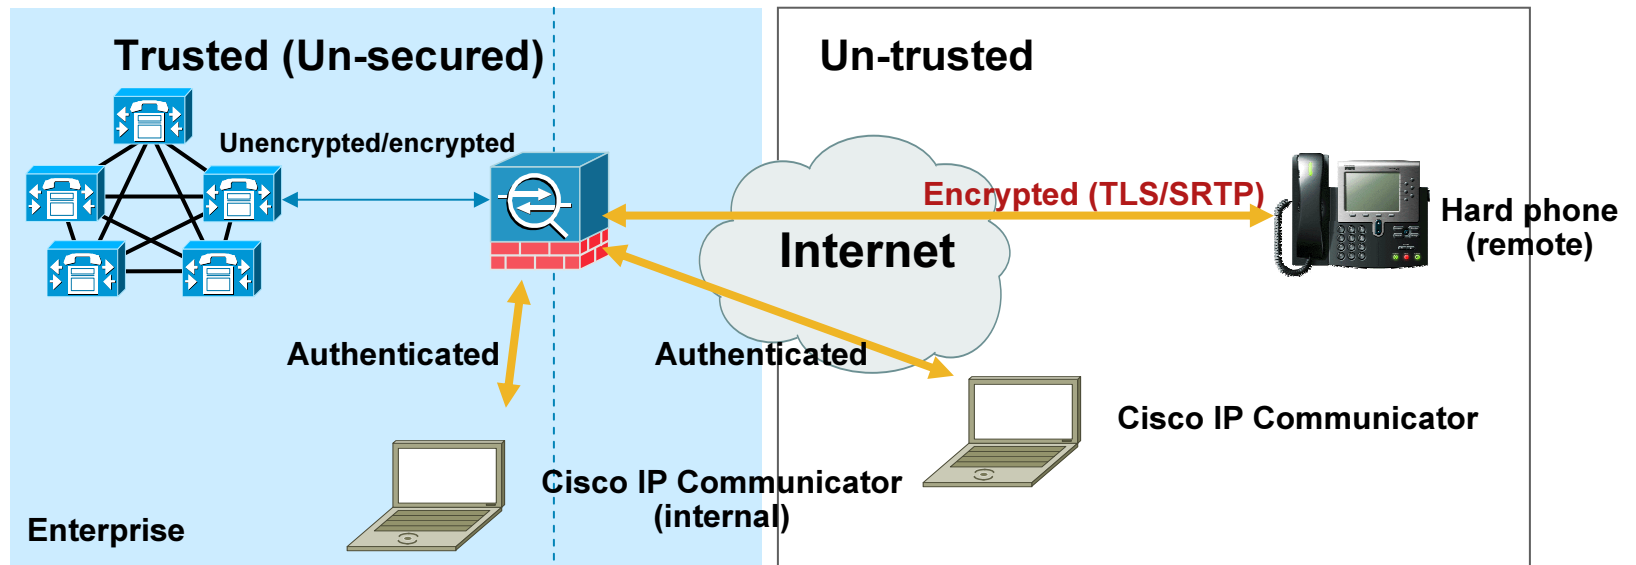 Trusted (Un-secured)
Un-trusted
Unencrypted/encrypted
Encrypted (TLS/SRTP)
Hard phone
(remote)
Internet
Authenticated
Authenticated
Cisco IP Communicator
Cisco IP Communicator
(internal)
Enterprise